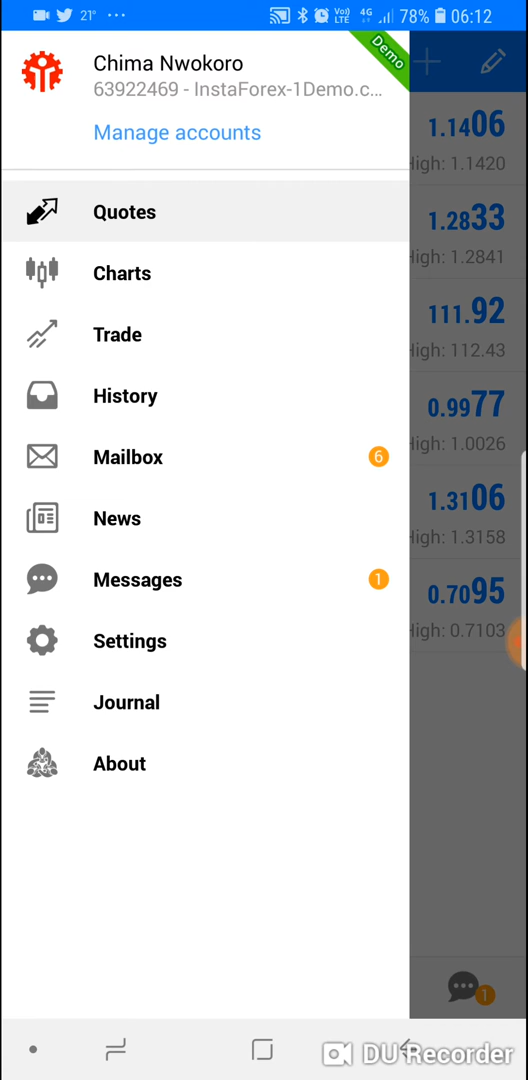 21° ... Vo)) LTE 4G 78% 06:12
Chima Nwokoro
63922469 - InstaForex-1Demo.c...
Demo
Manage accounts
Quotes
Charts
Trade
History
Mailbox 6
News
Messages 1
Settings
Journal
About
1.1406
High: 1.1420
1.2833
High: 1.2841
111.92
High: 112.43
0.9977
High: 1.0026
1.3106
High: 1.3158
0.7095
High: 0.7103
1
DU Recorder